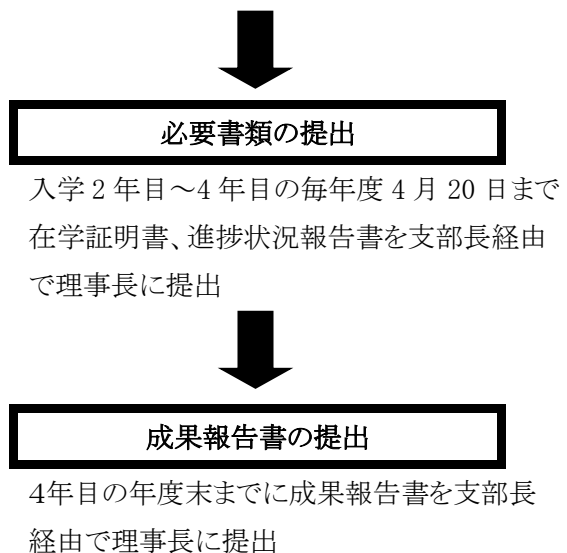 必要書類の提出
入学 2 年目～4 年目の毎年度 4 月 20 日まで
在学証明書、進捗状況報告書を支部長経由
で理事長に提出
成果報告書の提出
4年目の年度末までに成果報告書を支部長
経由で理事長に提出